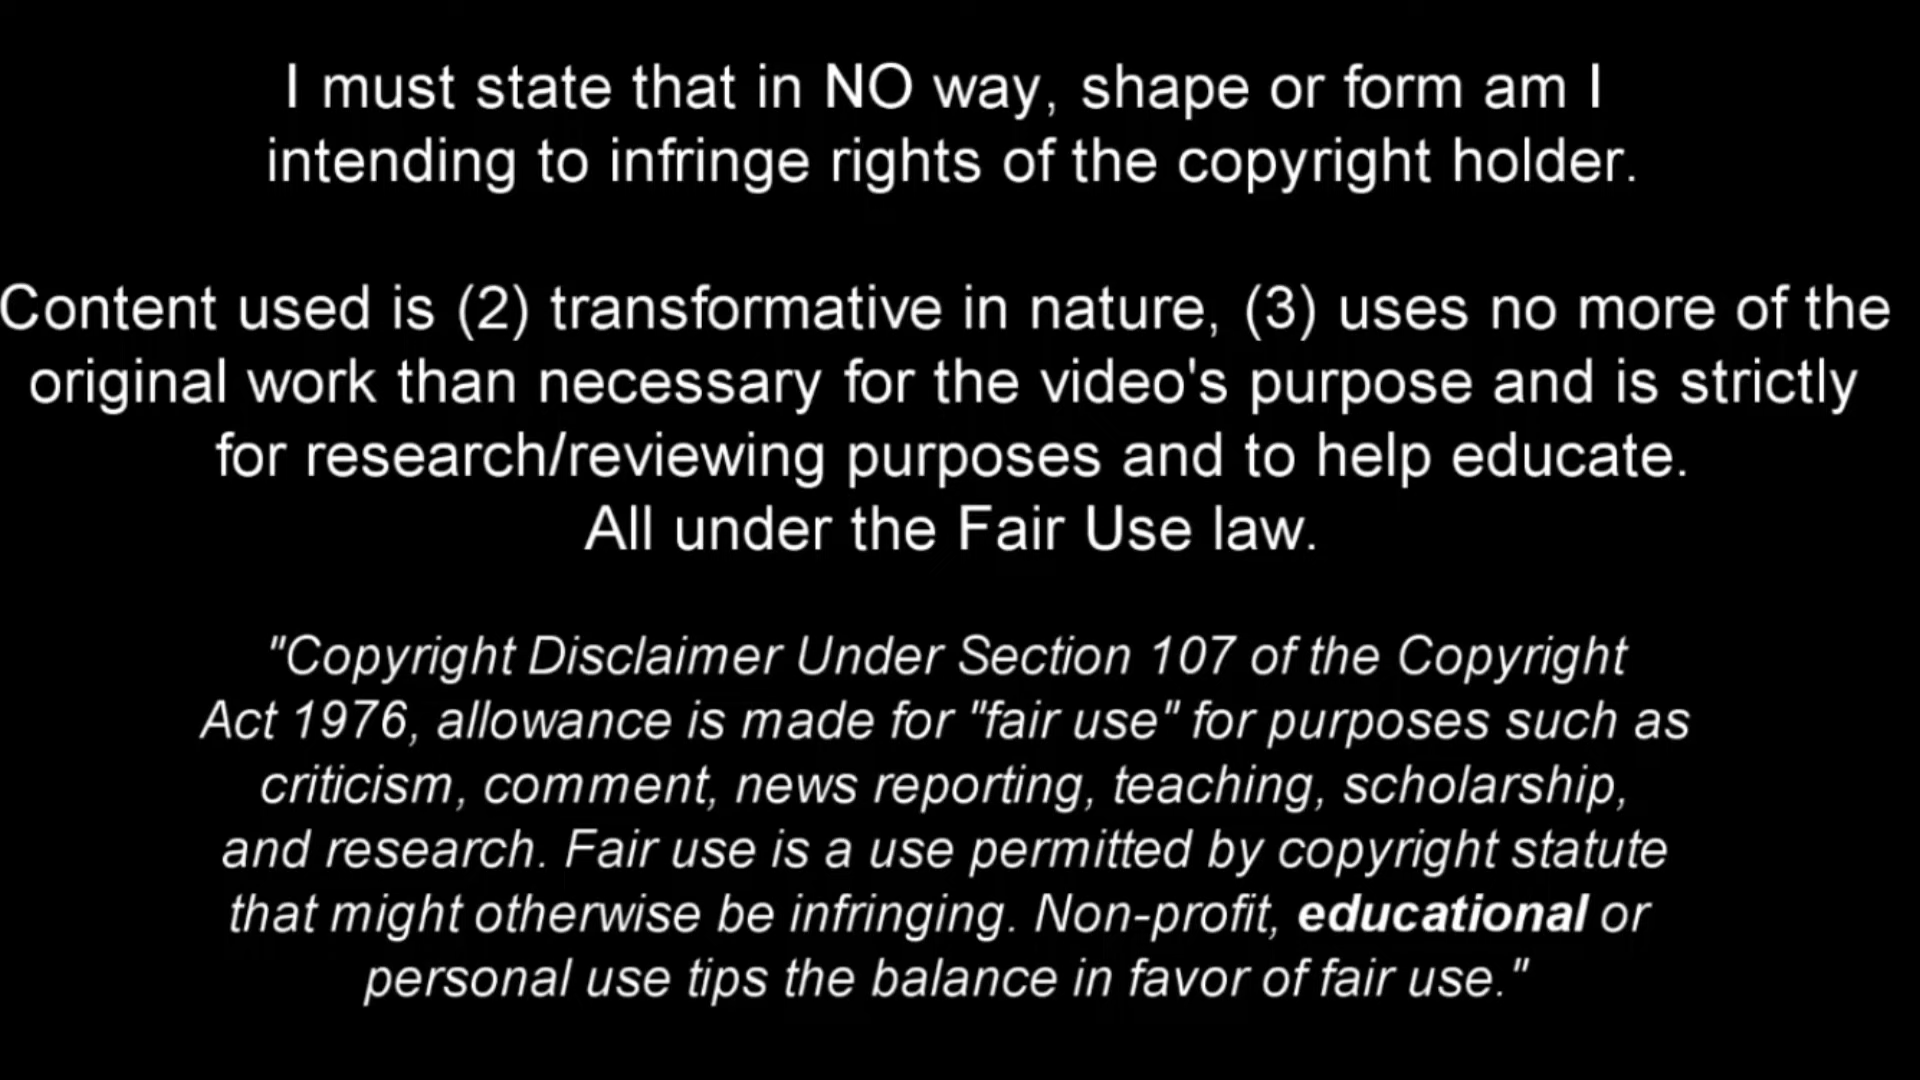 I must state that in NO way, shape or form am I
intending to infringe rights of the copyright holder.
Content used is (2) transformative in nature, (3) uses no more of the
original work than necessary for the video's purpose and is strictly
for research/reviewing purposes and to help educate.
All under the Fair Use law.
"Copyright Disclaimer Under Section 107 of the Copyright
Act 1976, allowance is made for "fair use" for purposes such as
criticism, comment, news reporting, teaching, scholarship,
and research. Fair use is a use permitted by copyright statute
that might otherwise be infringing. Non-profit, educational or
personal use tips the balance in favor of fair use."